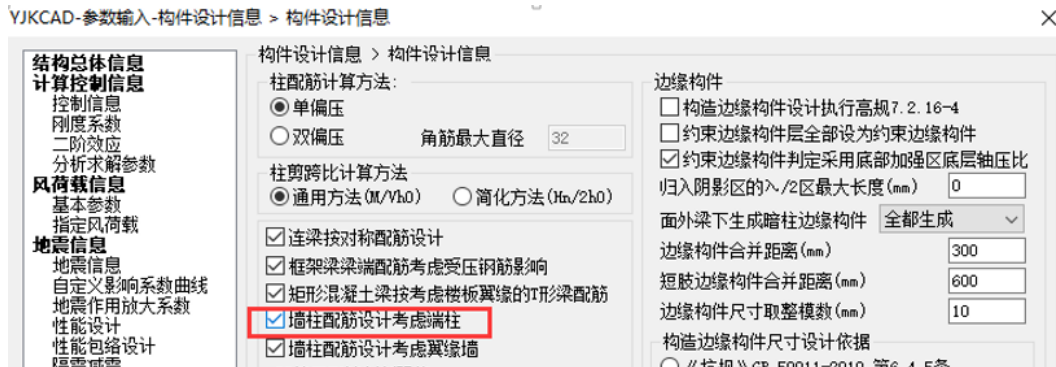 YJKCAD-参数输入-构件设计信息 > 构件设计信息
结构总体信息
计算控制信息
控制信息
刚度系数
二阶效应
分析求解参数
风荷载信息
基本参数
指定风荷载
地震信息
地震信息
自定义影响系数曲线
地震作用放大系数
性能设计
性能包络设计
隔震减震
构件设计信息 > 构件设计信息
柱配筋计算方法:
单偏压
双偏压 角筋最大直径 32
柱剪跨比计算方法
通用方法(M/Vh0) 简化方法(Hn/2h0)
连梁按对称配筋设计
框架梁梁端配筋考虑受压钢筋影响
矩形混凝土梁按考虑楼板翼缘的T形梁配筋
墙柱配筋设计考虑端柱
墙柱配筋设计考虑翼缘墙
边缘构件
构造边缘构件设计执行高规7.2.16-4
约束边缘构件层全部设为约束边缘构件
约束边缘构件判定采用底部加强区底层轴压比
归入阴影区的λ/2区最大长度(mm) 0
面外梁下生成暗柱边缘构件 全部生成
边缘构件合并距离(mm) 300
短肢边缘构件合并距离(mm) 600
边缘构件尺寸取整模数(mm) 10
构造边缘构件尺寸设计依据
《抗规》GB 50011-2010 第6.4.5条